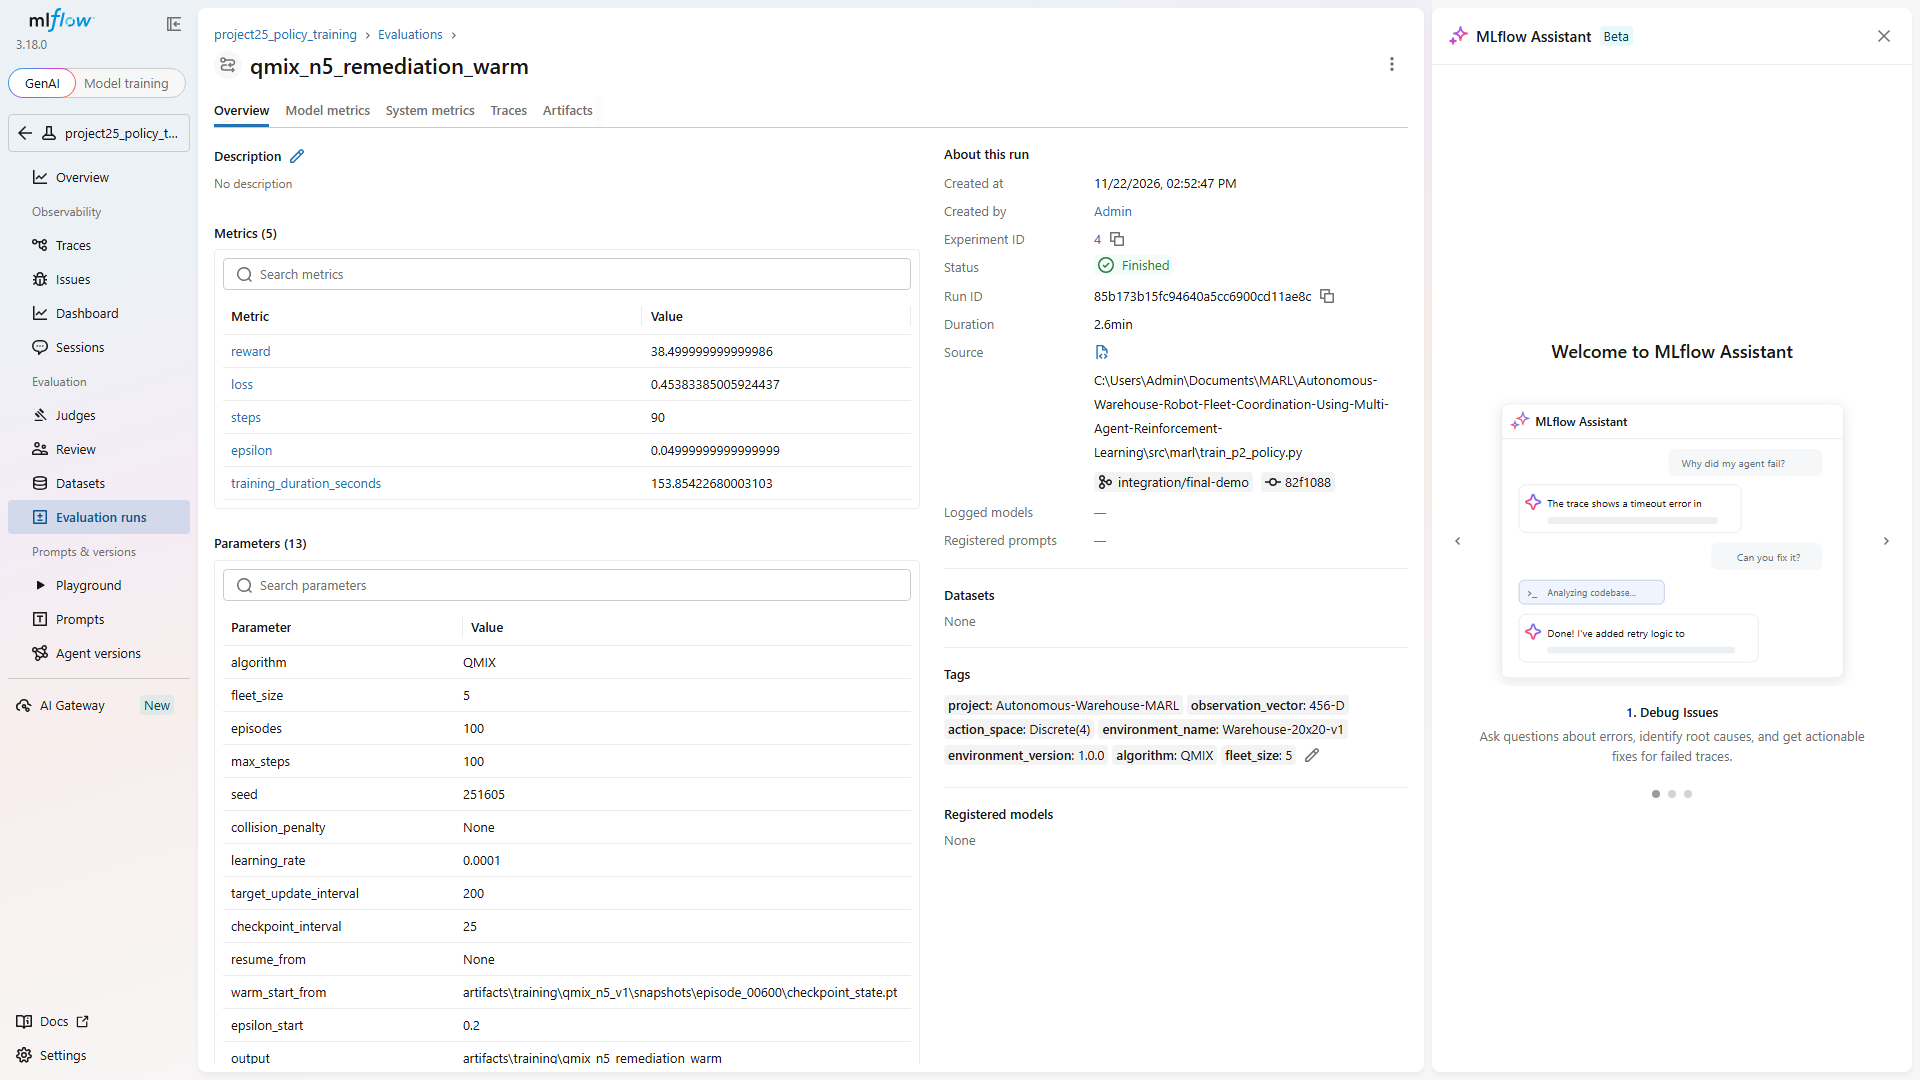 mlflow
3.18.0
GenAI
Model training
project25_policy_t...
Overview
Observability
Traces
Issues
Dashboard
Sessions
Evaluation
Judges
Review
Datasets
Evaluation runs
Prompts & versions
Playground
Prompts
Agent versions
AI Gateway
New
Docs
Settings
project25_policy_training › Evaluations ›
qmix_n5_remediation_warm
Overview
Model metrics
System metrics
Traces
Artifacts
Description
No description
Metrics (5)
Search metrics
Metric Value
reward 38.499999999999986
loss 0.45383385005924437
steps 90
epsilon 0.04999999999999999
training_duration_seconds 153.85422680003103
Parameters (13)
Search parameters
Parameter Value
algorithm QMIX
fleet_size 5
episodes 100
max_steps 100
seed 251605
collision_penalty None
learning_rate 0.0001
target_update_interval 200
checkpoint_interval 25
resume_from None
warm_start_from artifacts\training\qmix_n5_v1\snapshots\episode_00600\checkpoint_state.pt
epsilon_start 0.2
output artifacts\training\qmix_n5_remediation_warm
About this run
Created at 11/22/2026, 02:52:47 PM
Created by Admin
Experiment ID 4
Status Finished
Run ID 85b173b15fc94640a5cc6900cd11ae8c
Duration 2.6min
Source
C:\Users\Admin\Documents\MARL\Autonomous-
Warehouse-Robot-Fleet-Coordination-Using-Multi-
Agent-Reinforcement-
Learning\src\marl\train_p2_policy.py
integration/final-demo 82f1088
Logged models —
Registered prompts —
Datasets
None
Tags
project: Autonomous-Warehouse-MARL observation_vector: 456-D
action_space: Discrete(4) environment_name: Warehouse-20x20-v1
environment_version: 1.0.0 algorithm: QMIX fleet_size: 5
Registered models
None
MLflow Assistant Beta
Welcome to MLflow Assistant
MLflow Assistant
Why did my agent fail?
The trace shows a timeout error in
Can you fix it?
>_ Analyzing codebase...
Done! I've added retry logic to
1. Debug Issues
Ask questions about errors, identify root causes, and get actionable
fixes for failed traces.